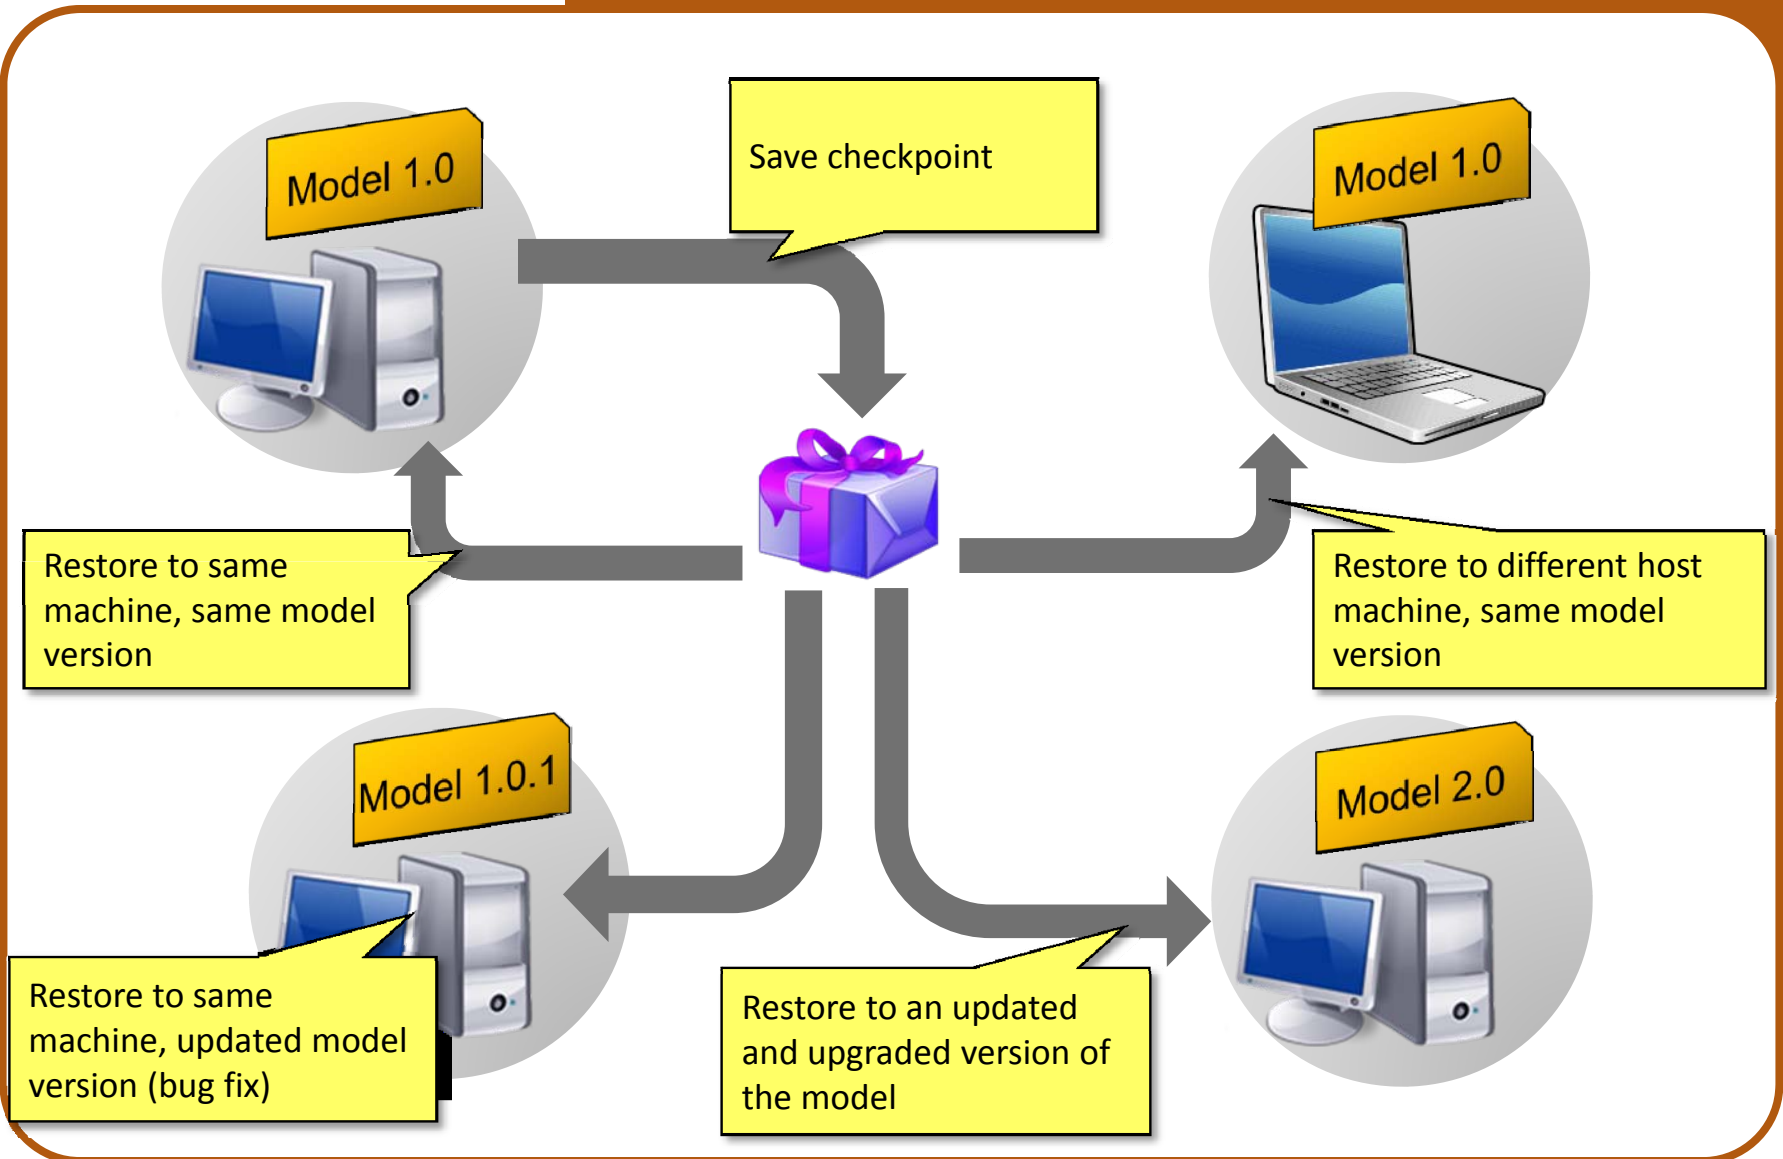 Model 1.0
Save checkpoint
Model 1.0
Restore to same
machine, same model
version
Restore to different host
machine, same model
version
Model 1.0.1
Model 2.0
Restore to same
machine, updated model
version (bug fix)
Restore to an updated
and upgraded version of
the model